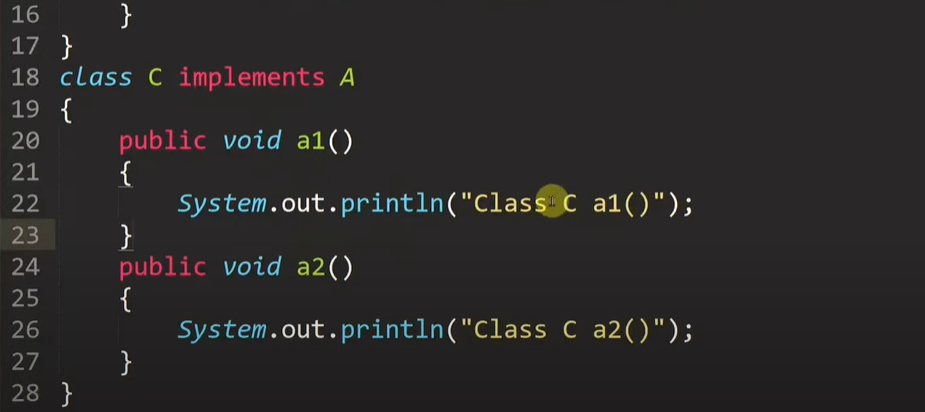 16     }
17 }
18 class C implements A
19 {
20     public void a1()
21     {
22         System.out.println("Class C a1()");
23     }
24     public void a2()
25     {
26         System.out.println("Class C a2()");
27     }
28 }